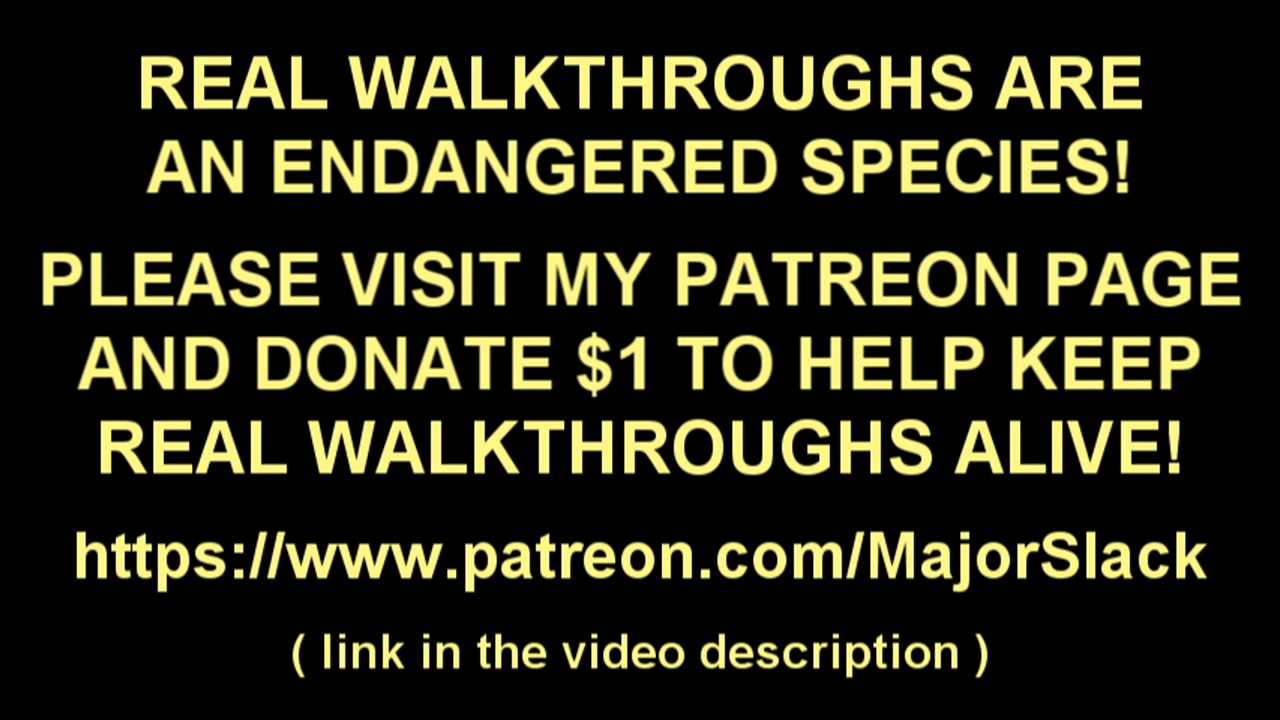 REAL WALKTHROUGHS ARE
AN ENDANGERED SPECIES!
PLEASE VISIT MY PATREON PAGE
AND DONATE $1 TO HELP KEEP
REAL WALKTHROUGHS ALIVE!
https://www.patreon.com/MajorSlack
( link in the video description )